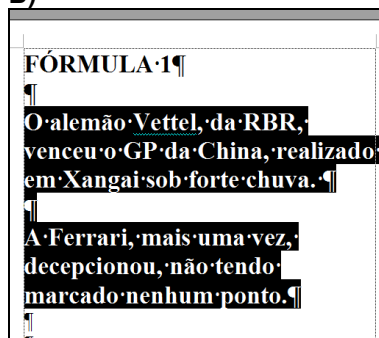 B)
FÓRMULA·1¶
¶
O·alemão·Vettel,·da·RBR,·
venceu·o·GP·da·China,·realizado·
em·Xangai·sob·forte·chuva.·¶
¶
A·Ferrari,·mais·uma·vez,·
decepcionou,·não·tendo·
marcado·nenhum·ponto.¶
¶